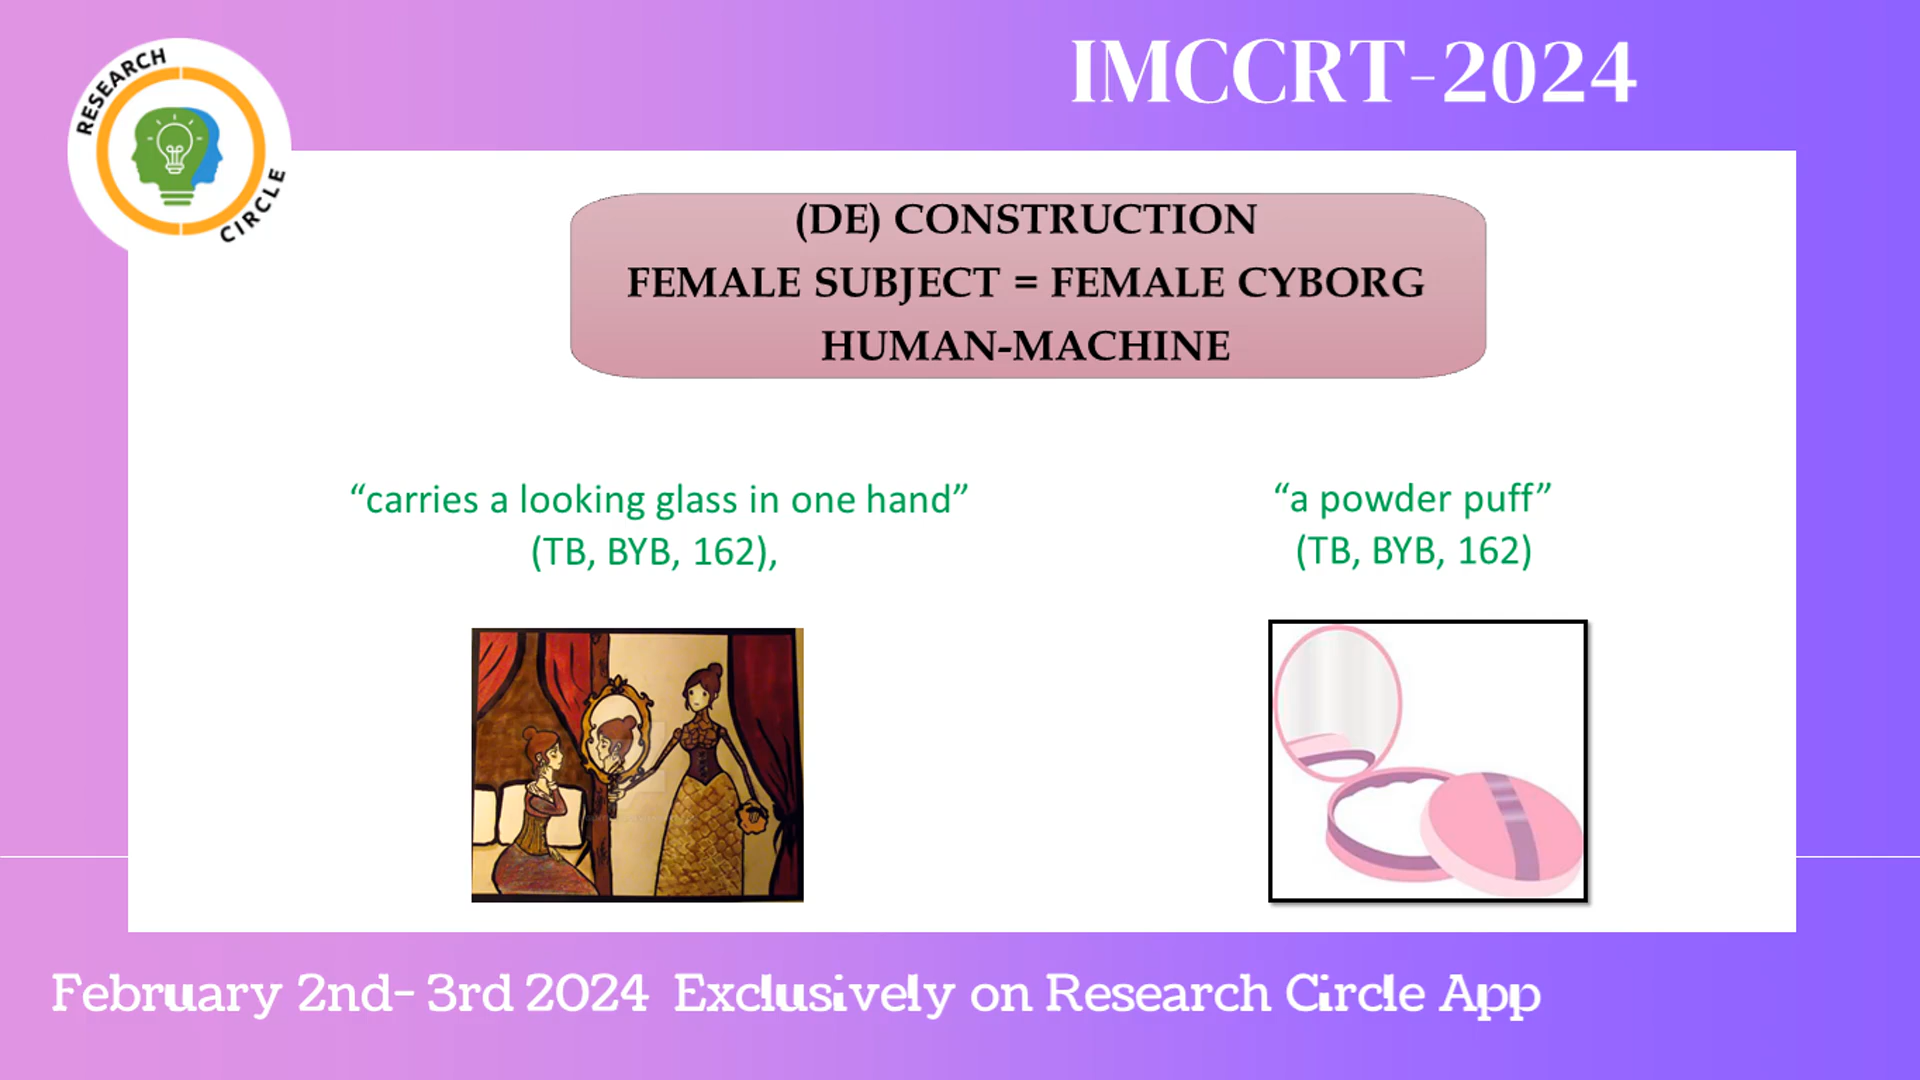 RESEARCH
CIRCLE
IMCCRT-2024
(DE) CONSTRUCTION
FEMALE SUBJECT = FEMALE CYBORG
HUMAN-MACHINE
“carries a looking glass in one hand”
(TB, BYB, 162),
“a powder puff”
(TB, BYB, 162)
February 2nd- 3rd 2024 Exclusively on Research Circle App